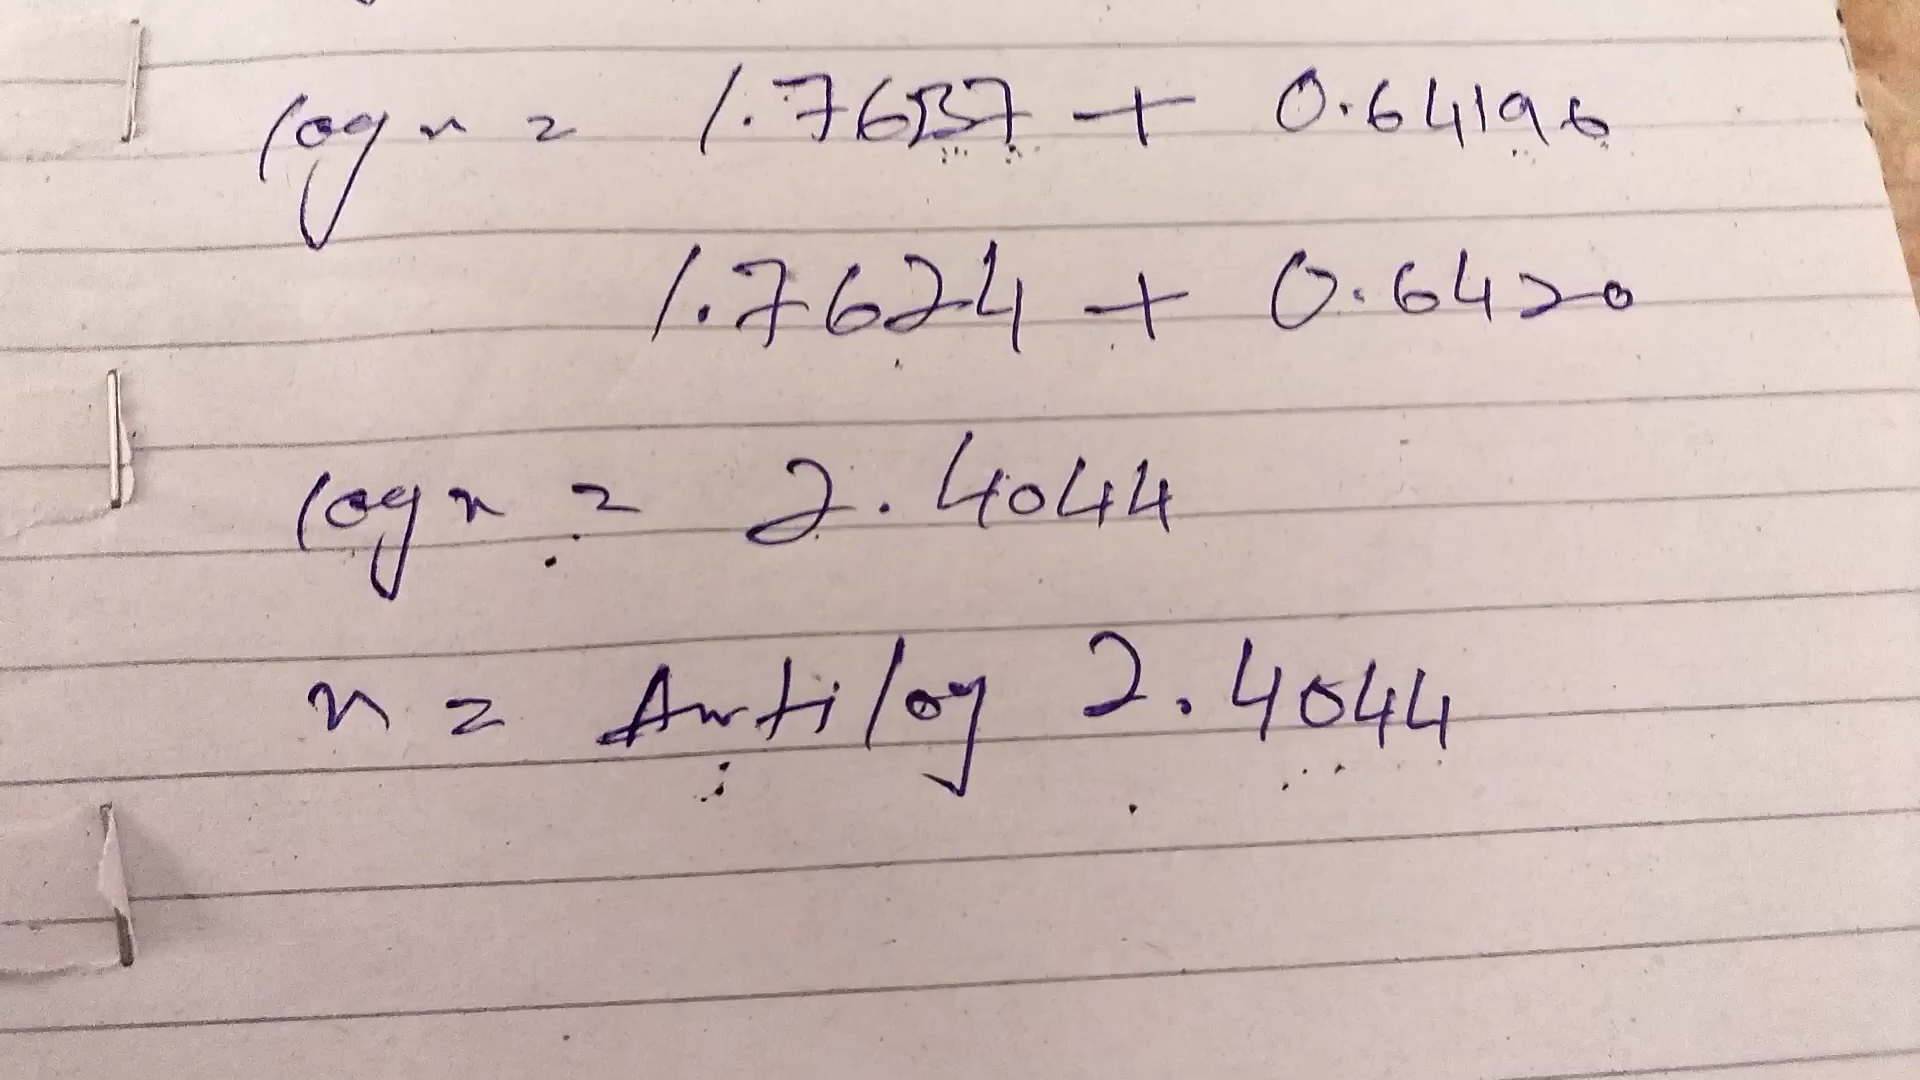 log x = 1.7637 + 0.64196
1.7624 + 0.6420
log x = 2.4044
x = Antilog 2.4044